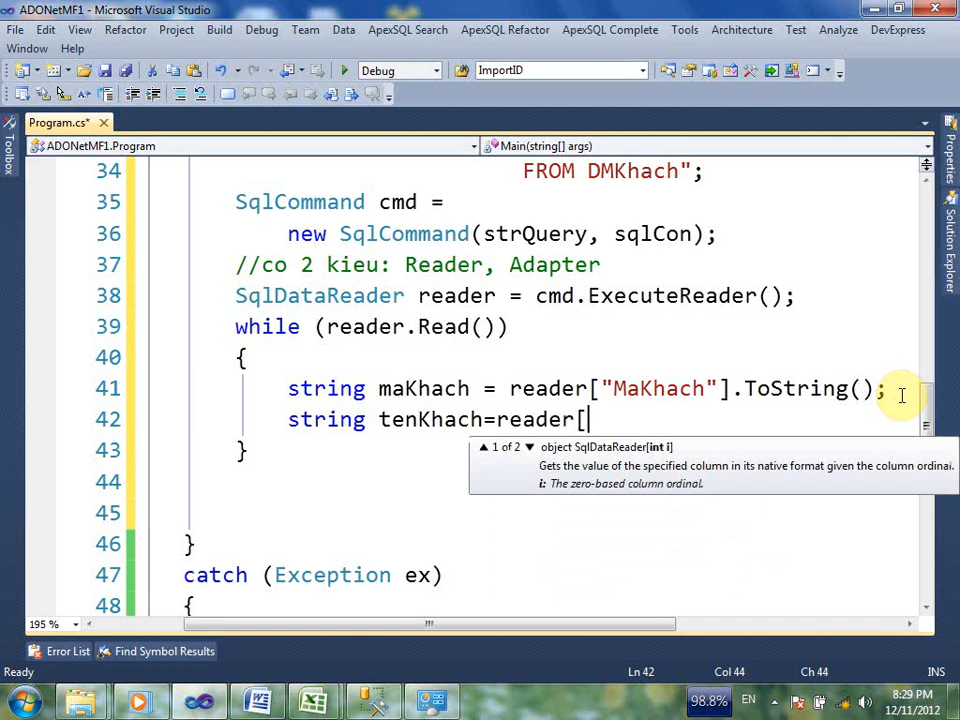 ADONetMF1 - Microsoft Visual Studio
File Edit View Refactor Project Build Debug Team Data ApexSQL Search ApexSQL Refactor ApexSQL Complete Tools Architecture Test Analyze DevExpress
Window Help
Debug ImportID
Program.cs*
Toolbox
Properties
Solution Explorer
ADONetMF1.Program Main(string[] args)
34 FROM DMKhach";
35 SqlCommand cmd =
36 new SqlCommand(strQuery, sqlCon);
37 //co 2 kieu: Reader, Adapter
38 SqlDataReader reader = cmd.ExecuteReader();
39 while (reader.Read())
40 {
41 string maKhach = reader["MaKhach"].ToString();
42 string tenKhach=reader[
43 }
1 of 2 object SqlDataReader[int i]
Gets the value of the specified column in its native format given the column ordinal.
i: The zero-based column ordinal.
44
45
46 }
47 catch (Exception ex)
48 {
195 %
Error List Find Symbol Results
Ready Ln 42 Col 44 Ch 44 INS
98.8% EN 8:29 PM
12/11/2012